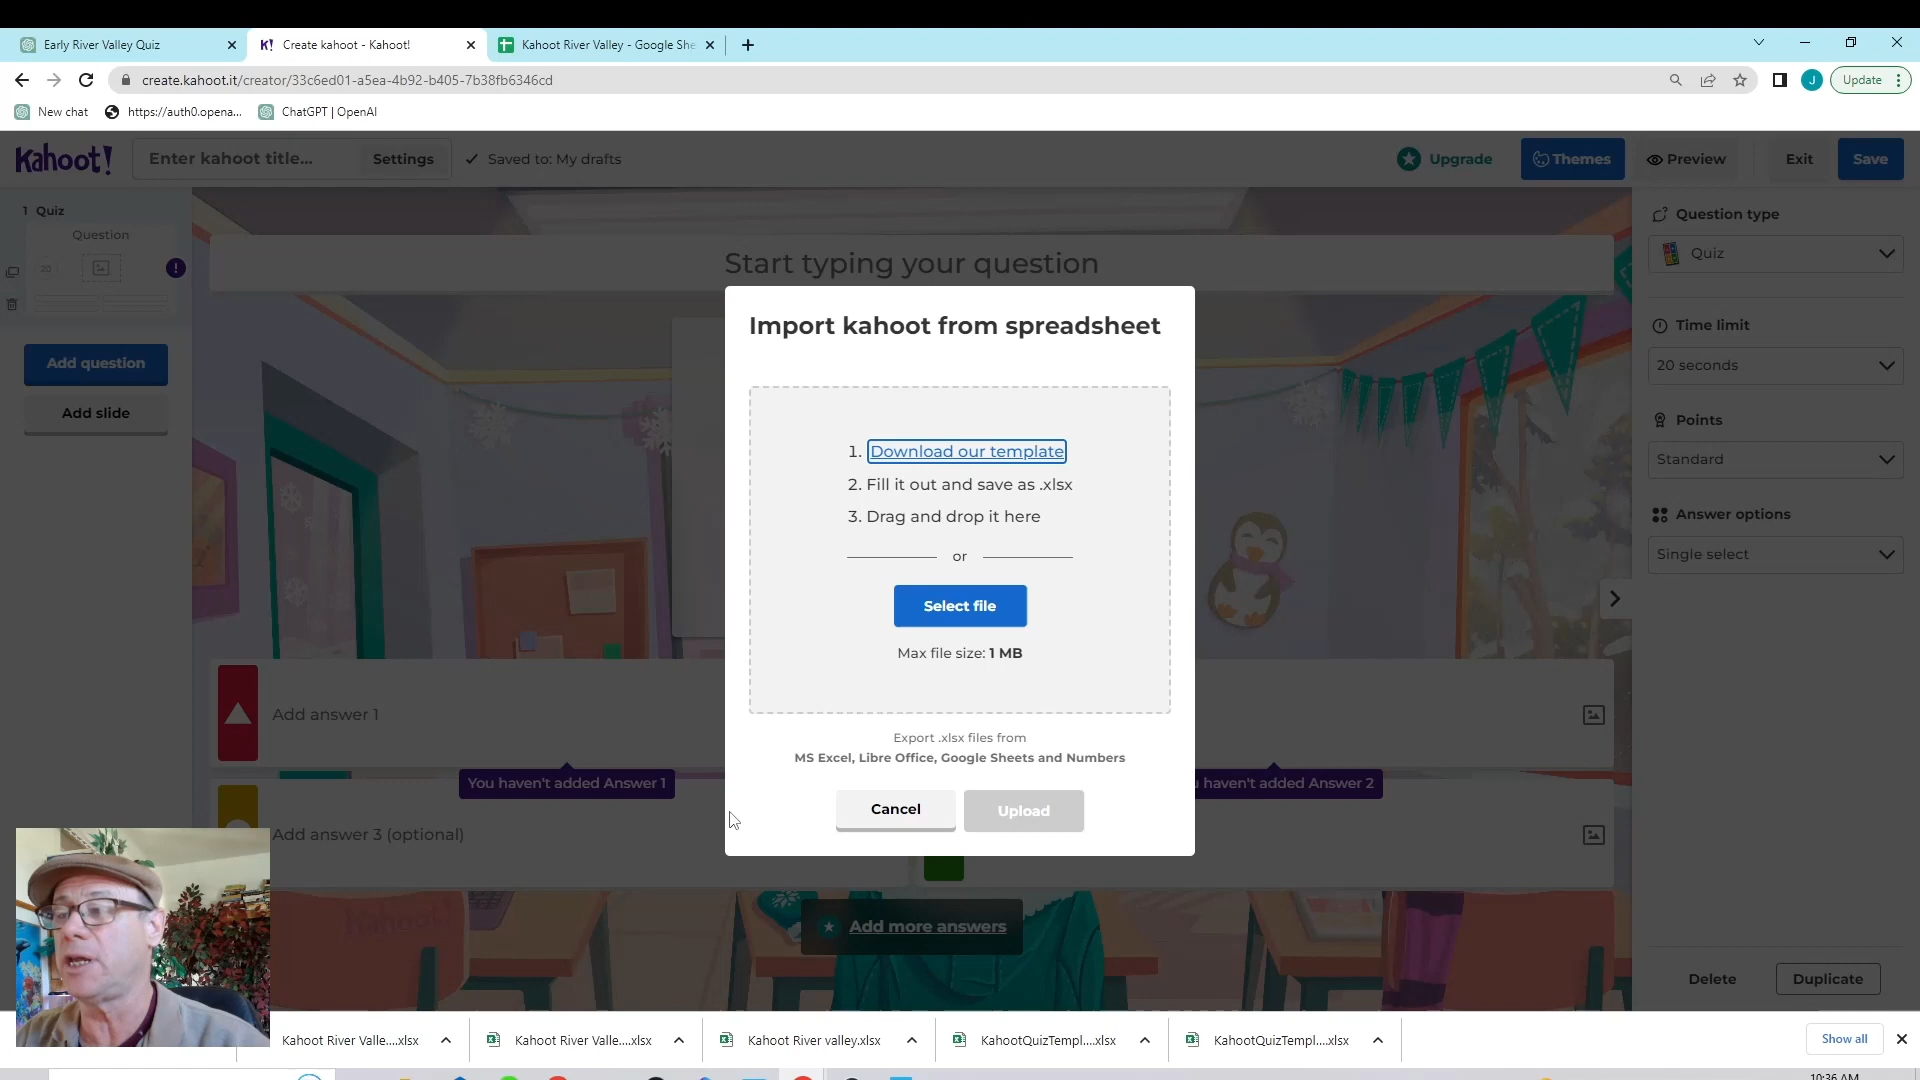 Early River Valley Quiz
K! Create kahoot - Kahoot!
Kahoot River Valley - Google She
create.kahoot.it/creator/33c6ed01-a5ea-4b92-b405-7b38fb6346cd
J
Update
New chat
https://auth0.opena...
ChatGPT | OpenAI
Kahoot!
Enter kahoot title...
Settings
Saved to: My drafts
Upgrade
Themes
Preview
Exit
Save
1 Quiz
Question
20
!
Add question
Add slide
Start typing your question
Import kahoot from spreadsheet
1. Download our template
2. Fill it out and save as .xlsx
3. Drag and drop it here
or
Select file
Max file size: 1 MB
Export .xlsx files from
MS Excel, Libre Office, Google Sheets and Numbers
Cancel
Upload
Question type
Quiz
Time limit
20 seconds
Points
Standard
Answer options
Single select
Add answer 1
You haven't added Answer 1
haven't added Answer 2
Add answer 3 (optional)
Kahoot!
Add more answers
Delete
Duplicate
Kahoot River Valle....xlsx
Kahoot River Valle....xlsx
Kahoot River valley.xlsx
KahootQuizTempl....xlsx
KahootQuizTempl....xlsx
Show all
10:36 AM